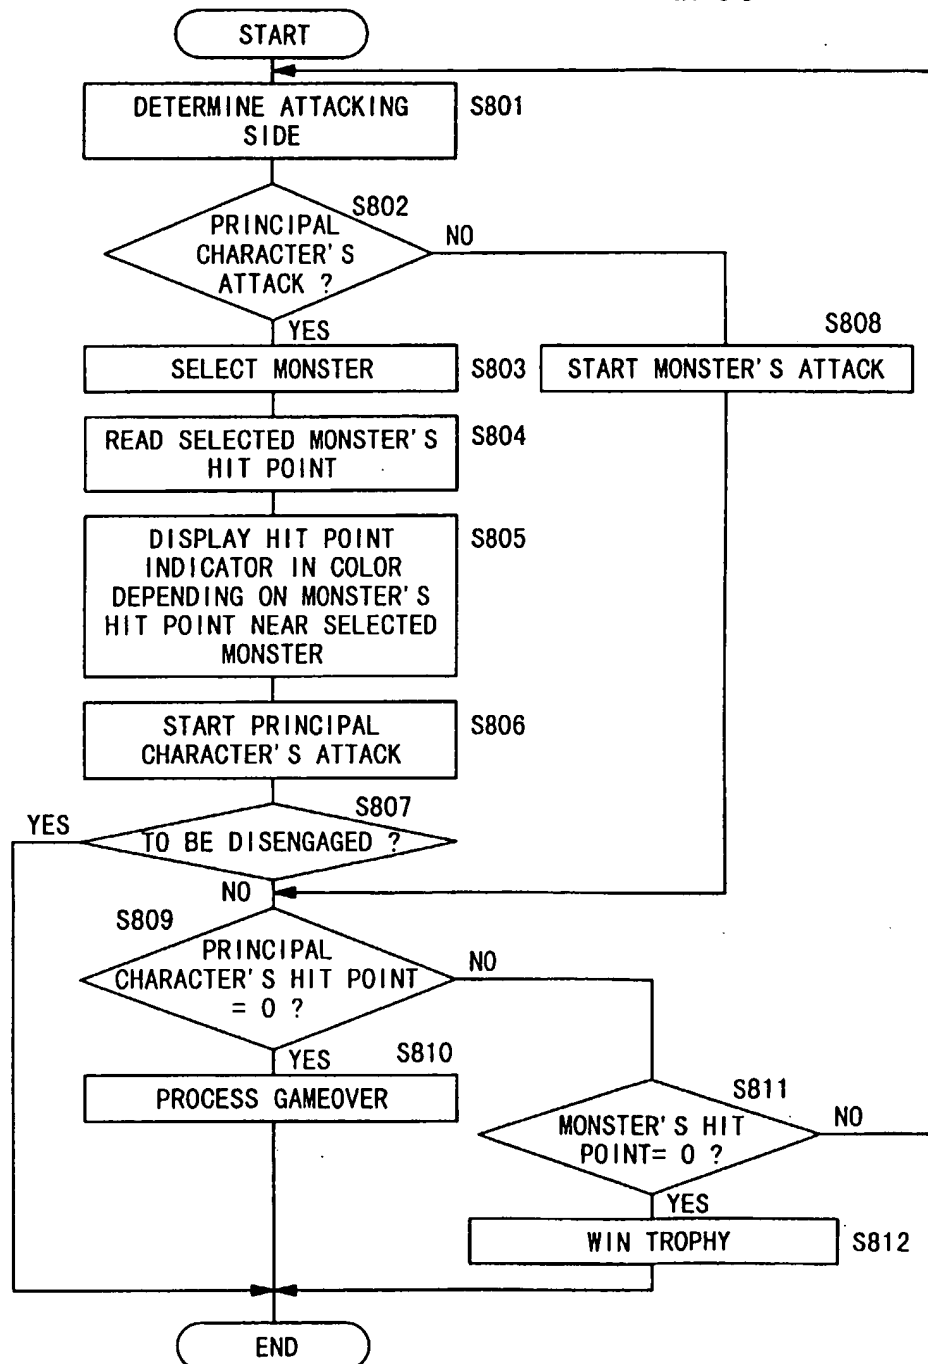 START
DETERMINE ATTACKING
SIDE
S801
S802
PRINCIPAL
CHARACTER'S
ATTACK ?
NO
YES
S808
SELECT MONSTER
S803
START MONSTER'S ATTACK
READ SELECTED MONSTER'S
HIT POINT
S804
DISPLAY HIT POINT
INDICATOR IN COLOR
DEPENDING ON MONSTER'S
HIT POINT NEAR SELECTED
MONSTER
S805
START PRINCIPAL
CHARACTER'S ATTACK
S806
S807
YES
TO BE DISENGAGED ?
NO
S809
PRINCIPAL
CHARACTER'S HIT POINT
= 0 ?
NO
YES
S810
PROCESS GAMEOVER
S811
MONSTER'S HIT
POINT= 0 ?
NO
YES
WIN TROPHY
S812
END